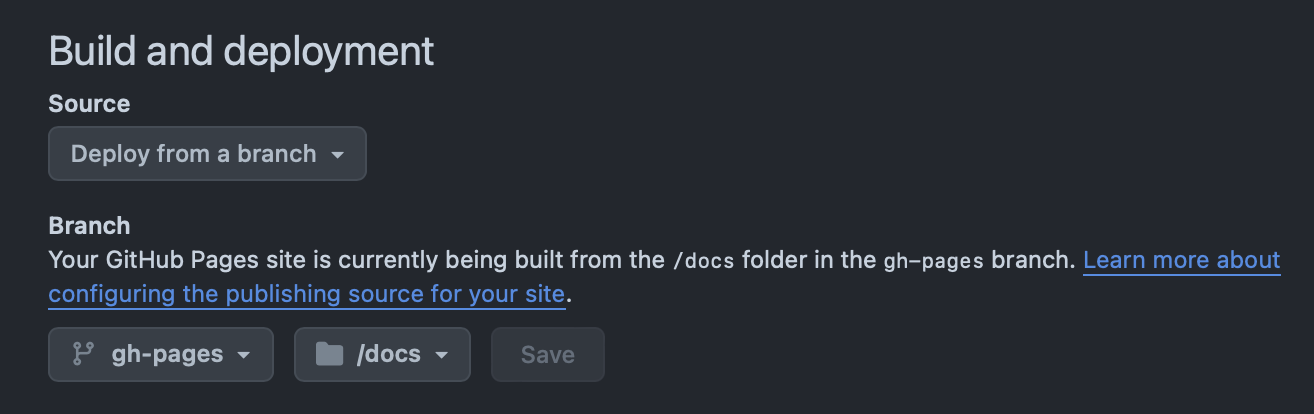 Build and deployment
Source
Deploy from a branch
Branch
Your GitHub Pages site is currently being built from the /docs folder in the gh-pages branch. Learn more about
configuring the publishing source for your site.
gh-pages /docs Save